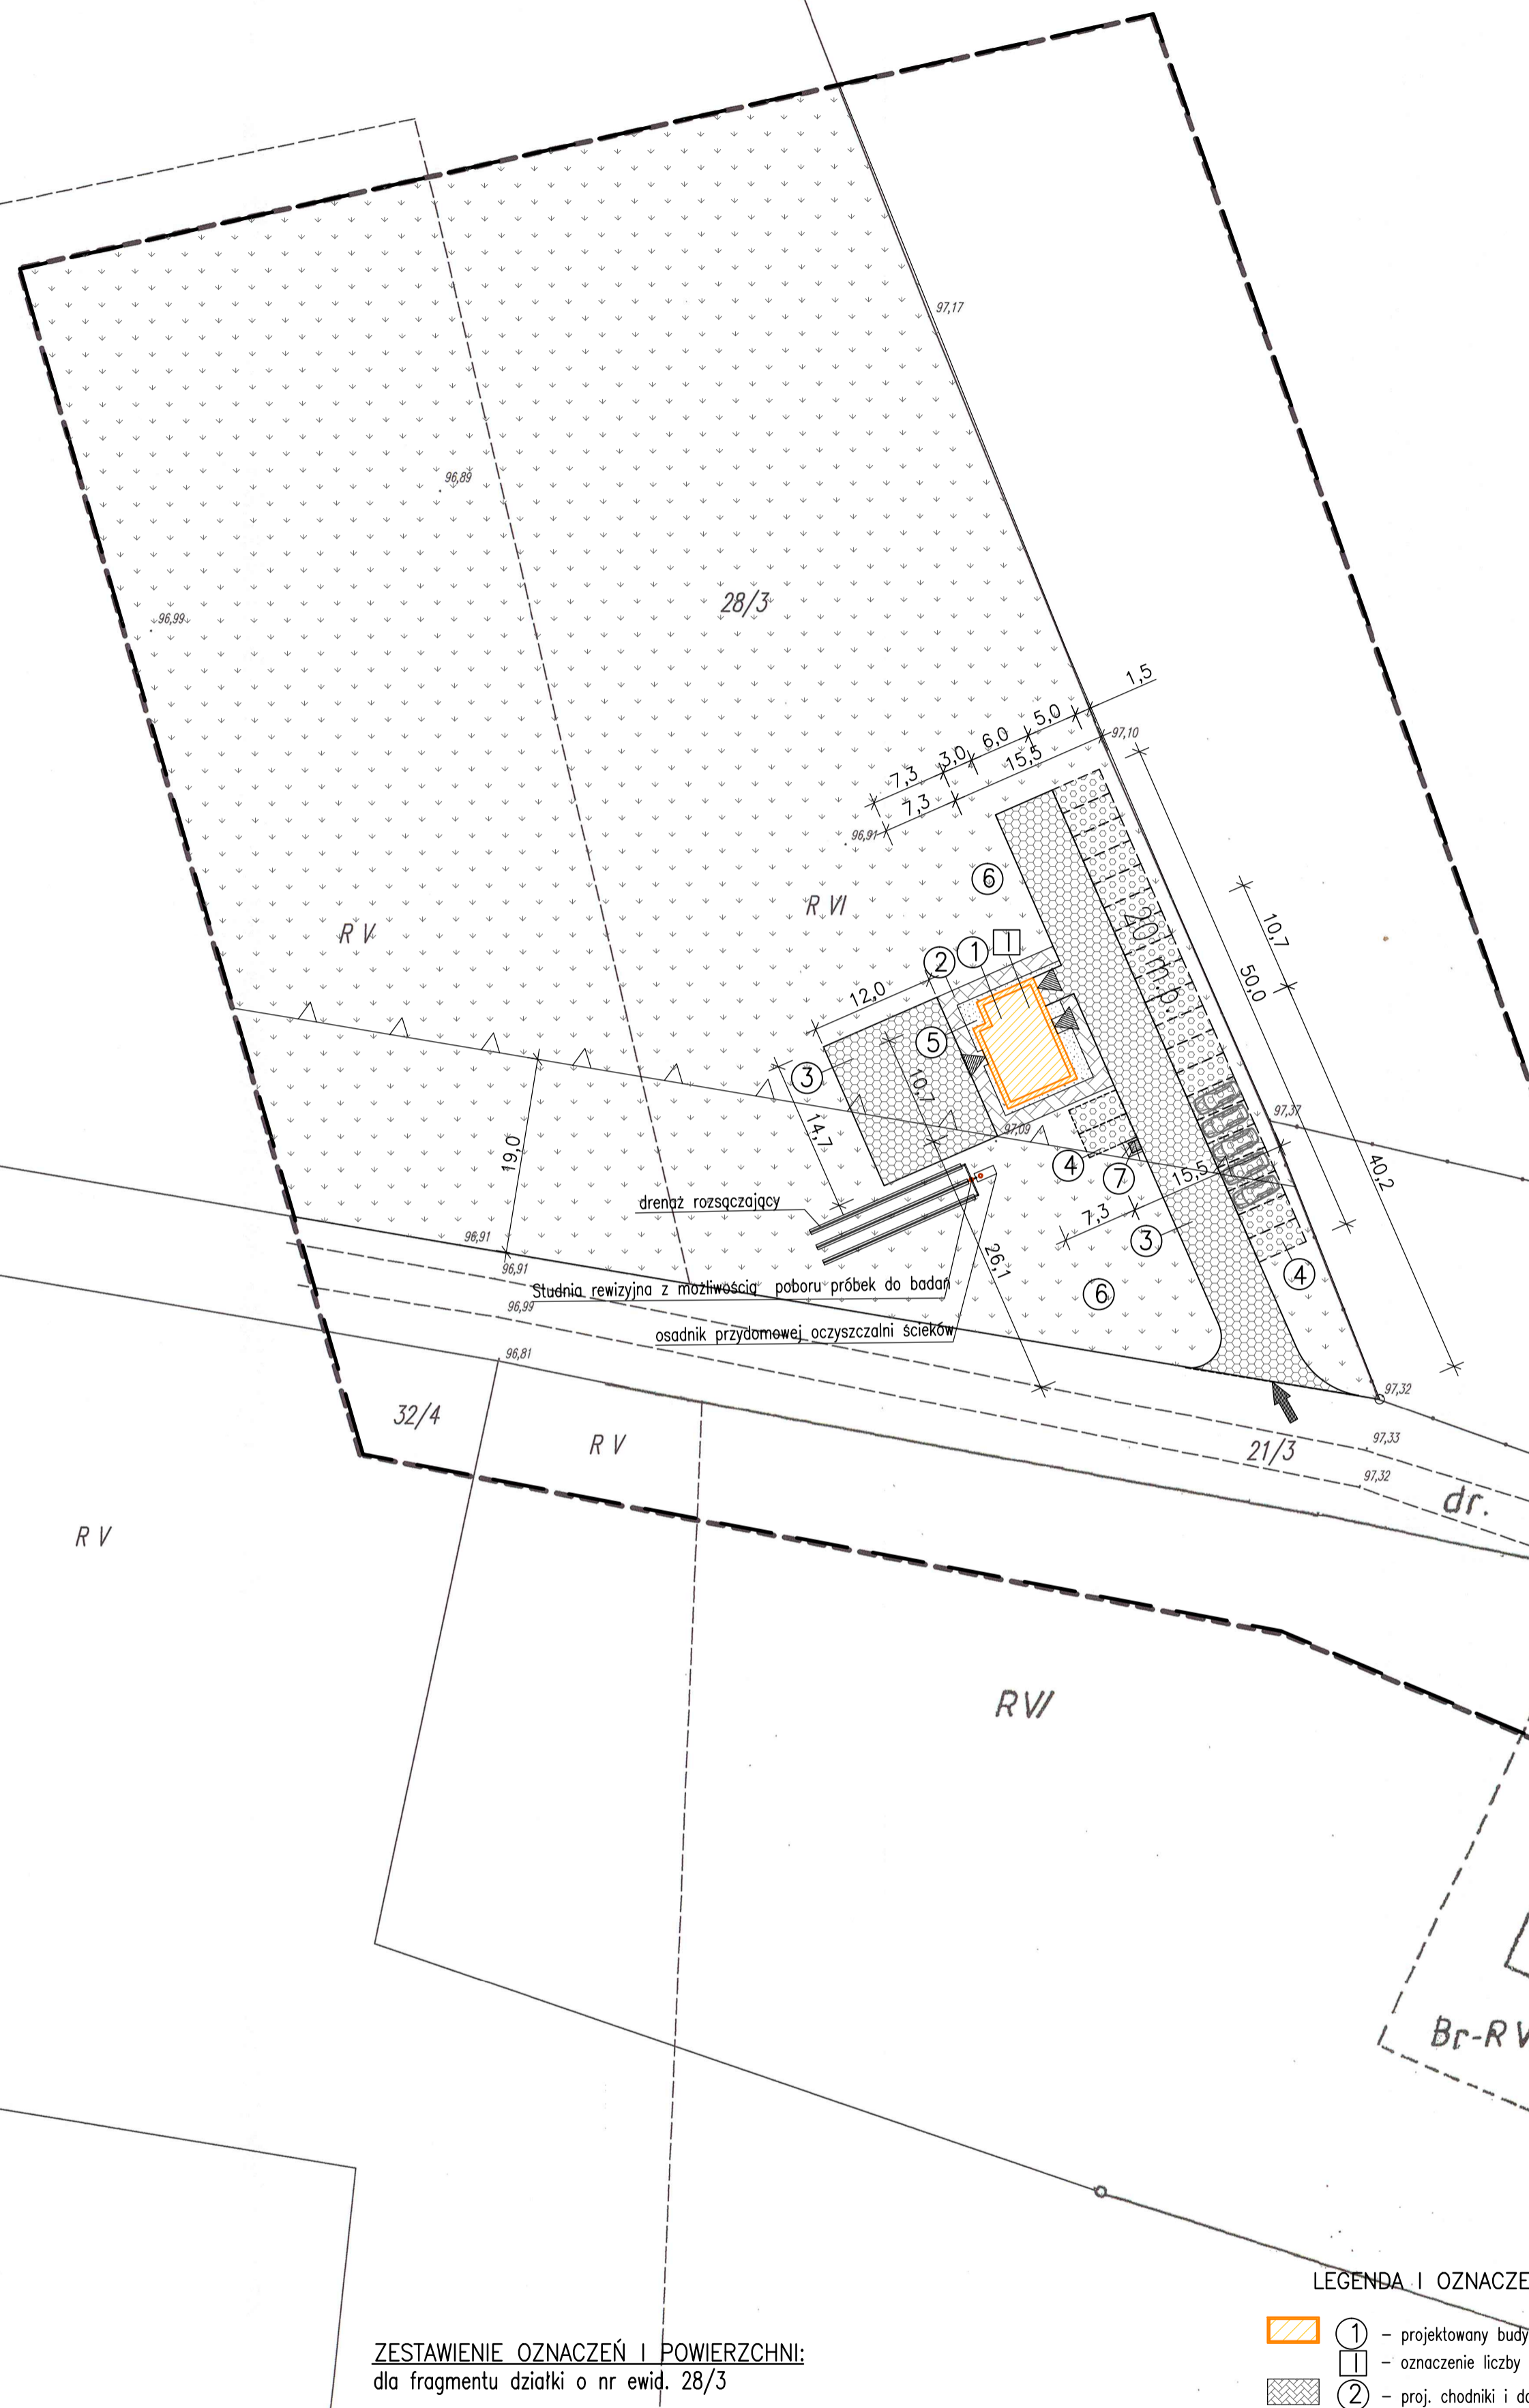 97,17
96,89
28/3
96,99
1,5
5,0
6,0
3,0
7,3
15,5
7,3
97,10
96,91
6
R VI
R V
10,7
50,0
20 m.b.
2
1
I
12,0
5
3
10,7
14,7
97,09
97,37
19,0
4
7
15,5
40,2
drenaż rozsączający
7,3
3
96,91
96,91
26,1
4
Studnia rewizyjna z możliwością poboru próbek do badań
6
96,99
osadnik przydomowej oczyszczalni ścieków
96,81
97,32
32/4
R V
97,33
21/3
97,32
dr.
R V
R VI
Br-R V
LEGENDA I OZNACZE
1 – projektowany budy
I – oznaczenie liczby
2 – proj. chodniki i do
ZESTAWIENIE OZNACZEŃ I POWIERZCHNI:
dla fragmentu działki o nr ewid. 28/3